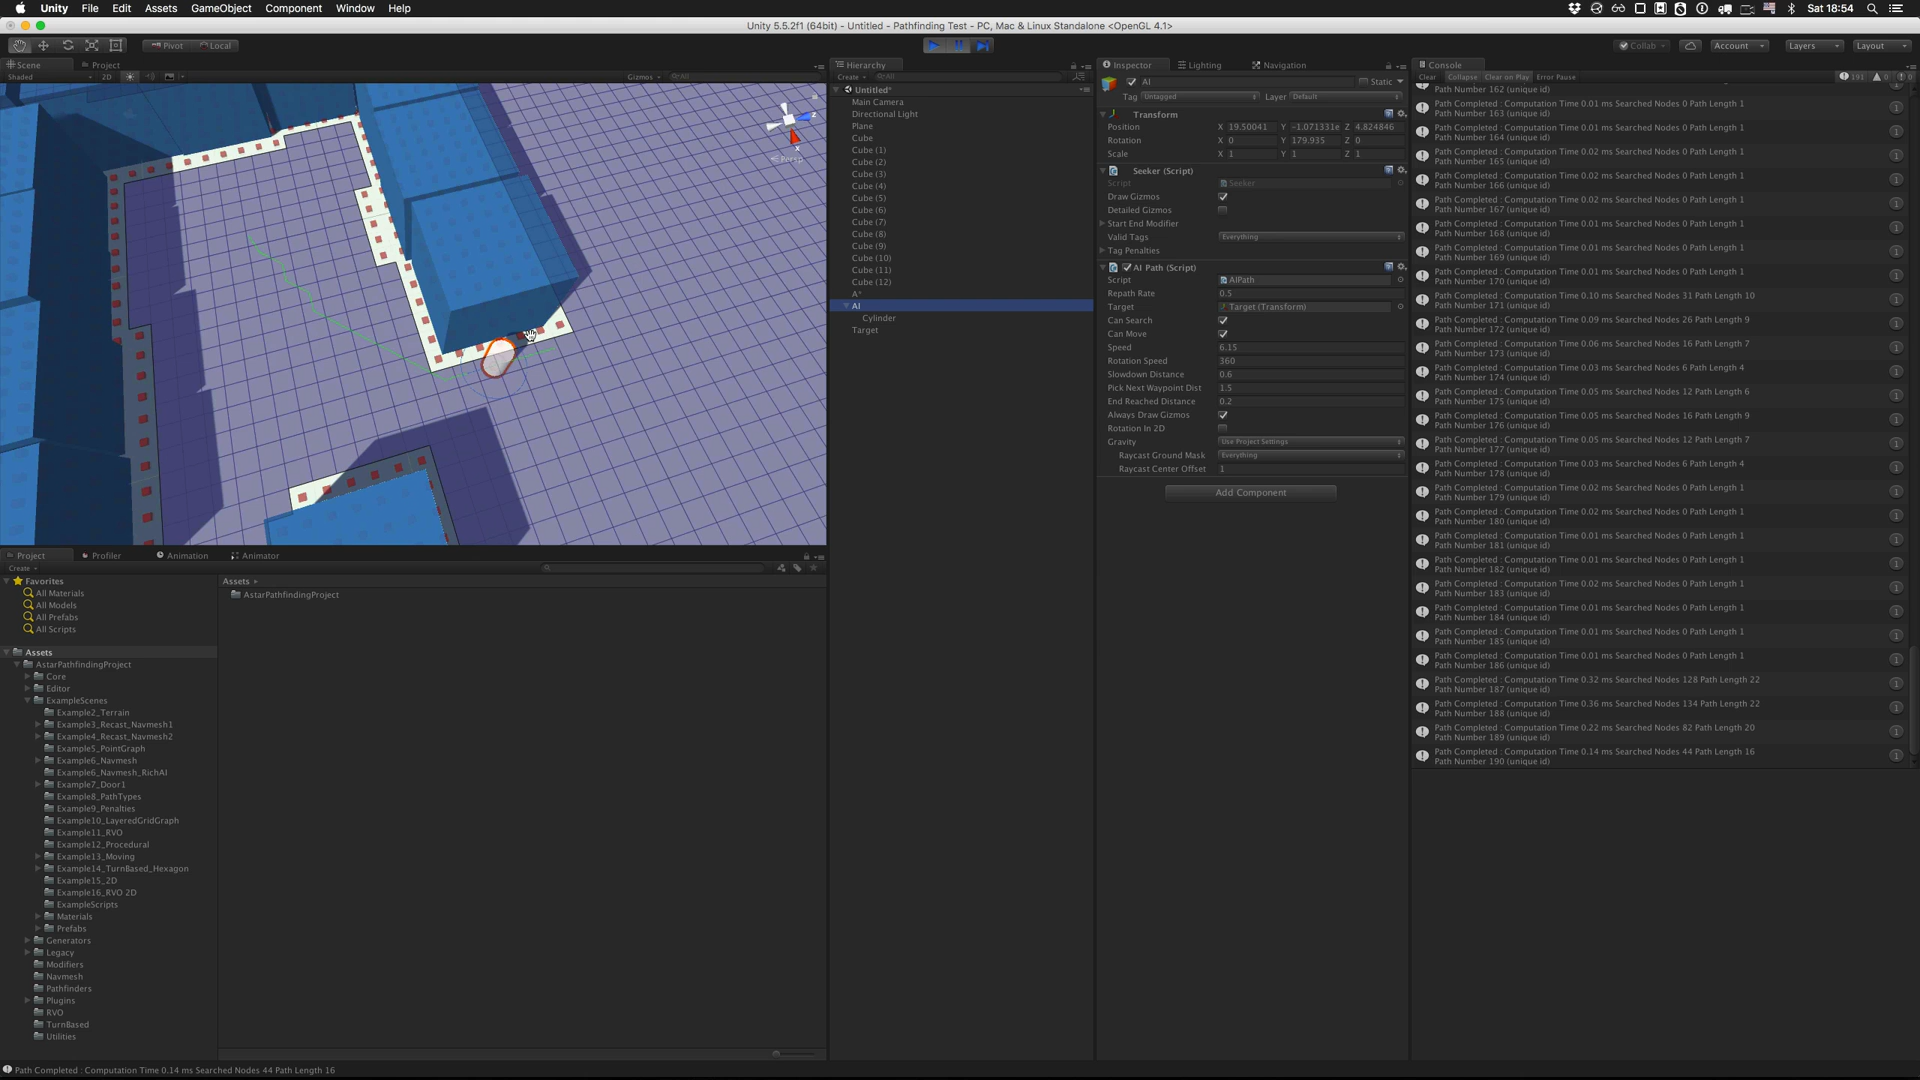 Unity File Edit Assets GameObject Component Window Help
Sat 18:54
Unity 5.5.2f1 (64bit) - Untitled - Pathfinding Test - PC, Mac & Linux Standalone <OpenGL 4.1>
Pivot Local
Collab Account Layers Layout
Scene Project
Shaded 2D Gizmos All
Persp
z
x
Hierarchy
Create All
Untitled*
Main Camera
Directional Light
Plane
Cube
Cube (1)
Cube (2)
Cube (3)
Cube (4)
Cube (5)
Cube (6)
Cube (7)
Cube (8)
Cube (9)
Cube (10)
Cube (11)
Cube (12)
A*
AI
Cylinder
Target
Inspector Lighting Navigation
AI Static
Tag Untagged Layer Default
Transform
Position X 19.50041 Y -1.071331e Z 4.824846
Rotation X 0 Y 179.935 Z 0
Scale X 1 Y 1 Z 1
Seeker (Script)
Script Seeker
Draw Gizmos
Detailed Gizmos
Start End Modifier
Valid Tags Everything
Tag Penalties
AI Path (Script)
Script AIPath
Repath Rate 0.5
Target Target (Transform)
Can Search
Can Move
Speed 6.15
Rotation Speed 360
Slowdown Distance 0.6
Pick Next Waypoint Dist 1.5
End Reached Distance 0.2
Always Draw Gizmos
Rotation In 2D
Gravity Use Project Settings
Raycast Ground Mask Everything
Raycast Center Offset 1
Add Component
Console
Clear Collapse Clear on Play Error Pause 191 0 0
Path Number 162 (unique id)
Path Completed : Computation Time 0.01 ms Searched Nodes 0 Path Length 1
Path Number 163 (unique id)
Path Completed : Computation Time 0.01 ms Searched Nodes 0 Path Length 1
Path Number 164 (unique id)
Path Completed : Computation Time 0.02 ms Searched Nodes 0 Path Length 1
Path Number 165 (unique id)
Path Completed : Computation Time 0.02 ms Searched Nodes 0 Path Length 1
Path Number 166 (unique id)
Path Completed : Computation Time 0.02 ms Searched Nodes 0 Path Length 1
Path Number 167 (unique id)
Path Completed : Computation Time 0.01 ms Searched Nodes 0 Path Length 1
Path Number 168 (unique id)
Path Completed : Computation Time 0.01 ms Searched Nodes 0 Path Length 1
Path Number 169 (unique id)
Path Completed : Computation Time 0.01 ms Searched Nodes 0 Path Length 1
Path Number 170 (unique id)
Path Completed : Computation Time 0.10 ms Searched Nodes 31 Path Length 10
Path Number 171 (unique id)
Path Completed : Computation Time 0.09 ms Searched Nodes 26 Path Length 9
Path Number 172 (unique id)
Path Completed : Computation Time 0.06 ms Searched Nodes 16 Path Length 7
Path Number 173 (unique id)
Path Completed : Computation Time 0.03 ms Searched Nodes 6 Path Length 4
Path Number 174 (unique id)
Path Completed : Computation Time 0.05 ms Searched Nodes 12 Path Length 6
Path Number 175 (unique id)
Path Completed : Computation Time 0.05 ms Searched Nodes 16 Path Length 9
Path Number 176 (unique id)
Path Completed : Computation Time 0.05 ms Searched Nodes 12 Path Length 7
Path Number 177 (unique id)
Path Completed : Computation Time 0.03 ms Searched Nodes 6 Path Length 4
Path Number 178 (unique id)
Path Completed : Computation Time 0.02 ms Searched Nodes 0 Path Length 1
Path Number 179 (unique id)
Path Completed : Computation Time 0.02 ms Searched Nodes 0 Path Length 1
Path Number 180 (unique id)
Path Completed : Computation Time 0.01 ms Searched Nodes 0 Path Length 1
Path Number 181 (unique id)
Path Completed : Computation Time 0.01 ms Searched Nodes 0 Path Length 1
Path Number 182 (unique id)
Path Completed : Computation Time 0.02 ms Searched Nodes 0 Path Length 1
Path Number 183 (unique id)
Path Completed : Computation Time 0.01 ms Searched Nodes 0 Path Length 1
Path Number 184 (unique id)
Path Completed : Computation Time 0.01 ms Searched Nodes 0 Path Length 1
Path Number 185 (unique id)
Path Completed : Computation Time 0.01 ms Searched Nodes 0 Path Length 1
Path Number 186 (unique id)
Path Completed : Computation Time 0.32 ms Searched Nodes 128 Path Length 22
Path Number 187 (unique id)
Path Completed : Computation Time 0.36 ms Searched Nodes 134 Path Length 22
Path Number 188 (unique id)
Path Completed : Computation Time 0.22 ms Searched Nodes 82 Path Length 20
Path Number 189 (unique id)
Path Completed : Computation Time 0.14 ms Searched Nodes 44 Path Length 16
Path Number 190 (unique id)
Project Profiler Animation Animator
Create
Favorites
All Materials
All Models
All Prefabs
All Scripts
Assets
AstarPathfindingProject
Core
Editor
ExampleScenes
Example2_Terrain
Example3_Recast_Navmesh1
Example4_Recast_Navmesh2
Example5_PointGraph
Example6_Navmesh
Example6_Navmesh_RichAI
Example7_Door1
Example8_PathTypes
Example9_Penalties
Example10_LayeredGridGraph
Example11_RVO
Example12_Procedural
Example13_Moving
Example14_TurnBased_Hexagon
Example15_2D
Example16_RVO 2D
ExampleScripts
Materials
Prefabs
Generators
Legacy
Modifiers
Navmesh
Pathfinders
Plugins
RVO
TurnBased
Utilities
Assets
AstarPathfindingProject
Path Completed : Computation Time 0.14 ms Searched Nodes 44 Path Length 16